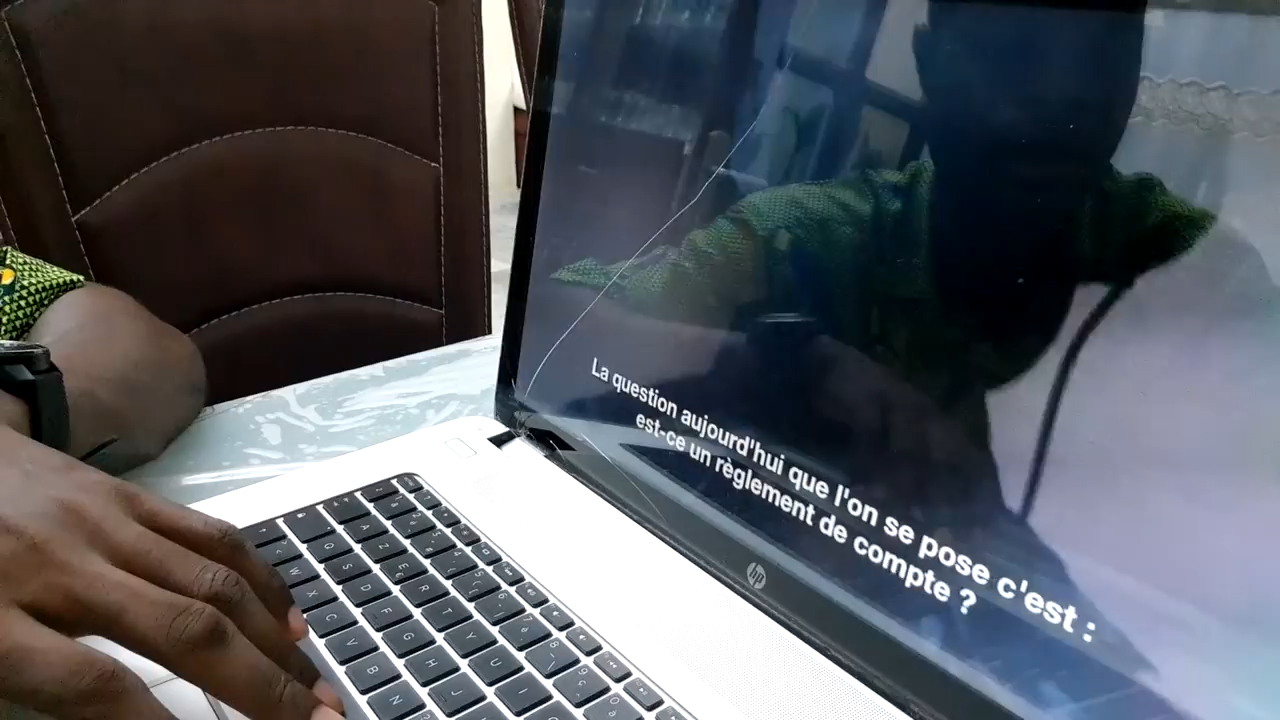 La question aujourd'hui que l'on se pose c'est :
est-ce un règlement de compte ?
hp
A Z E R T Y U I
Q S D F G H J
W X C V B N